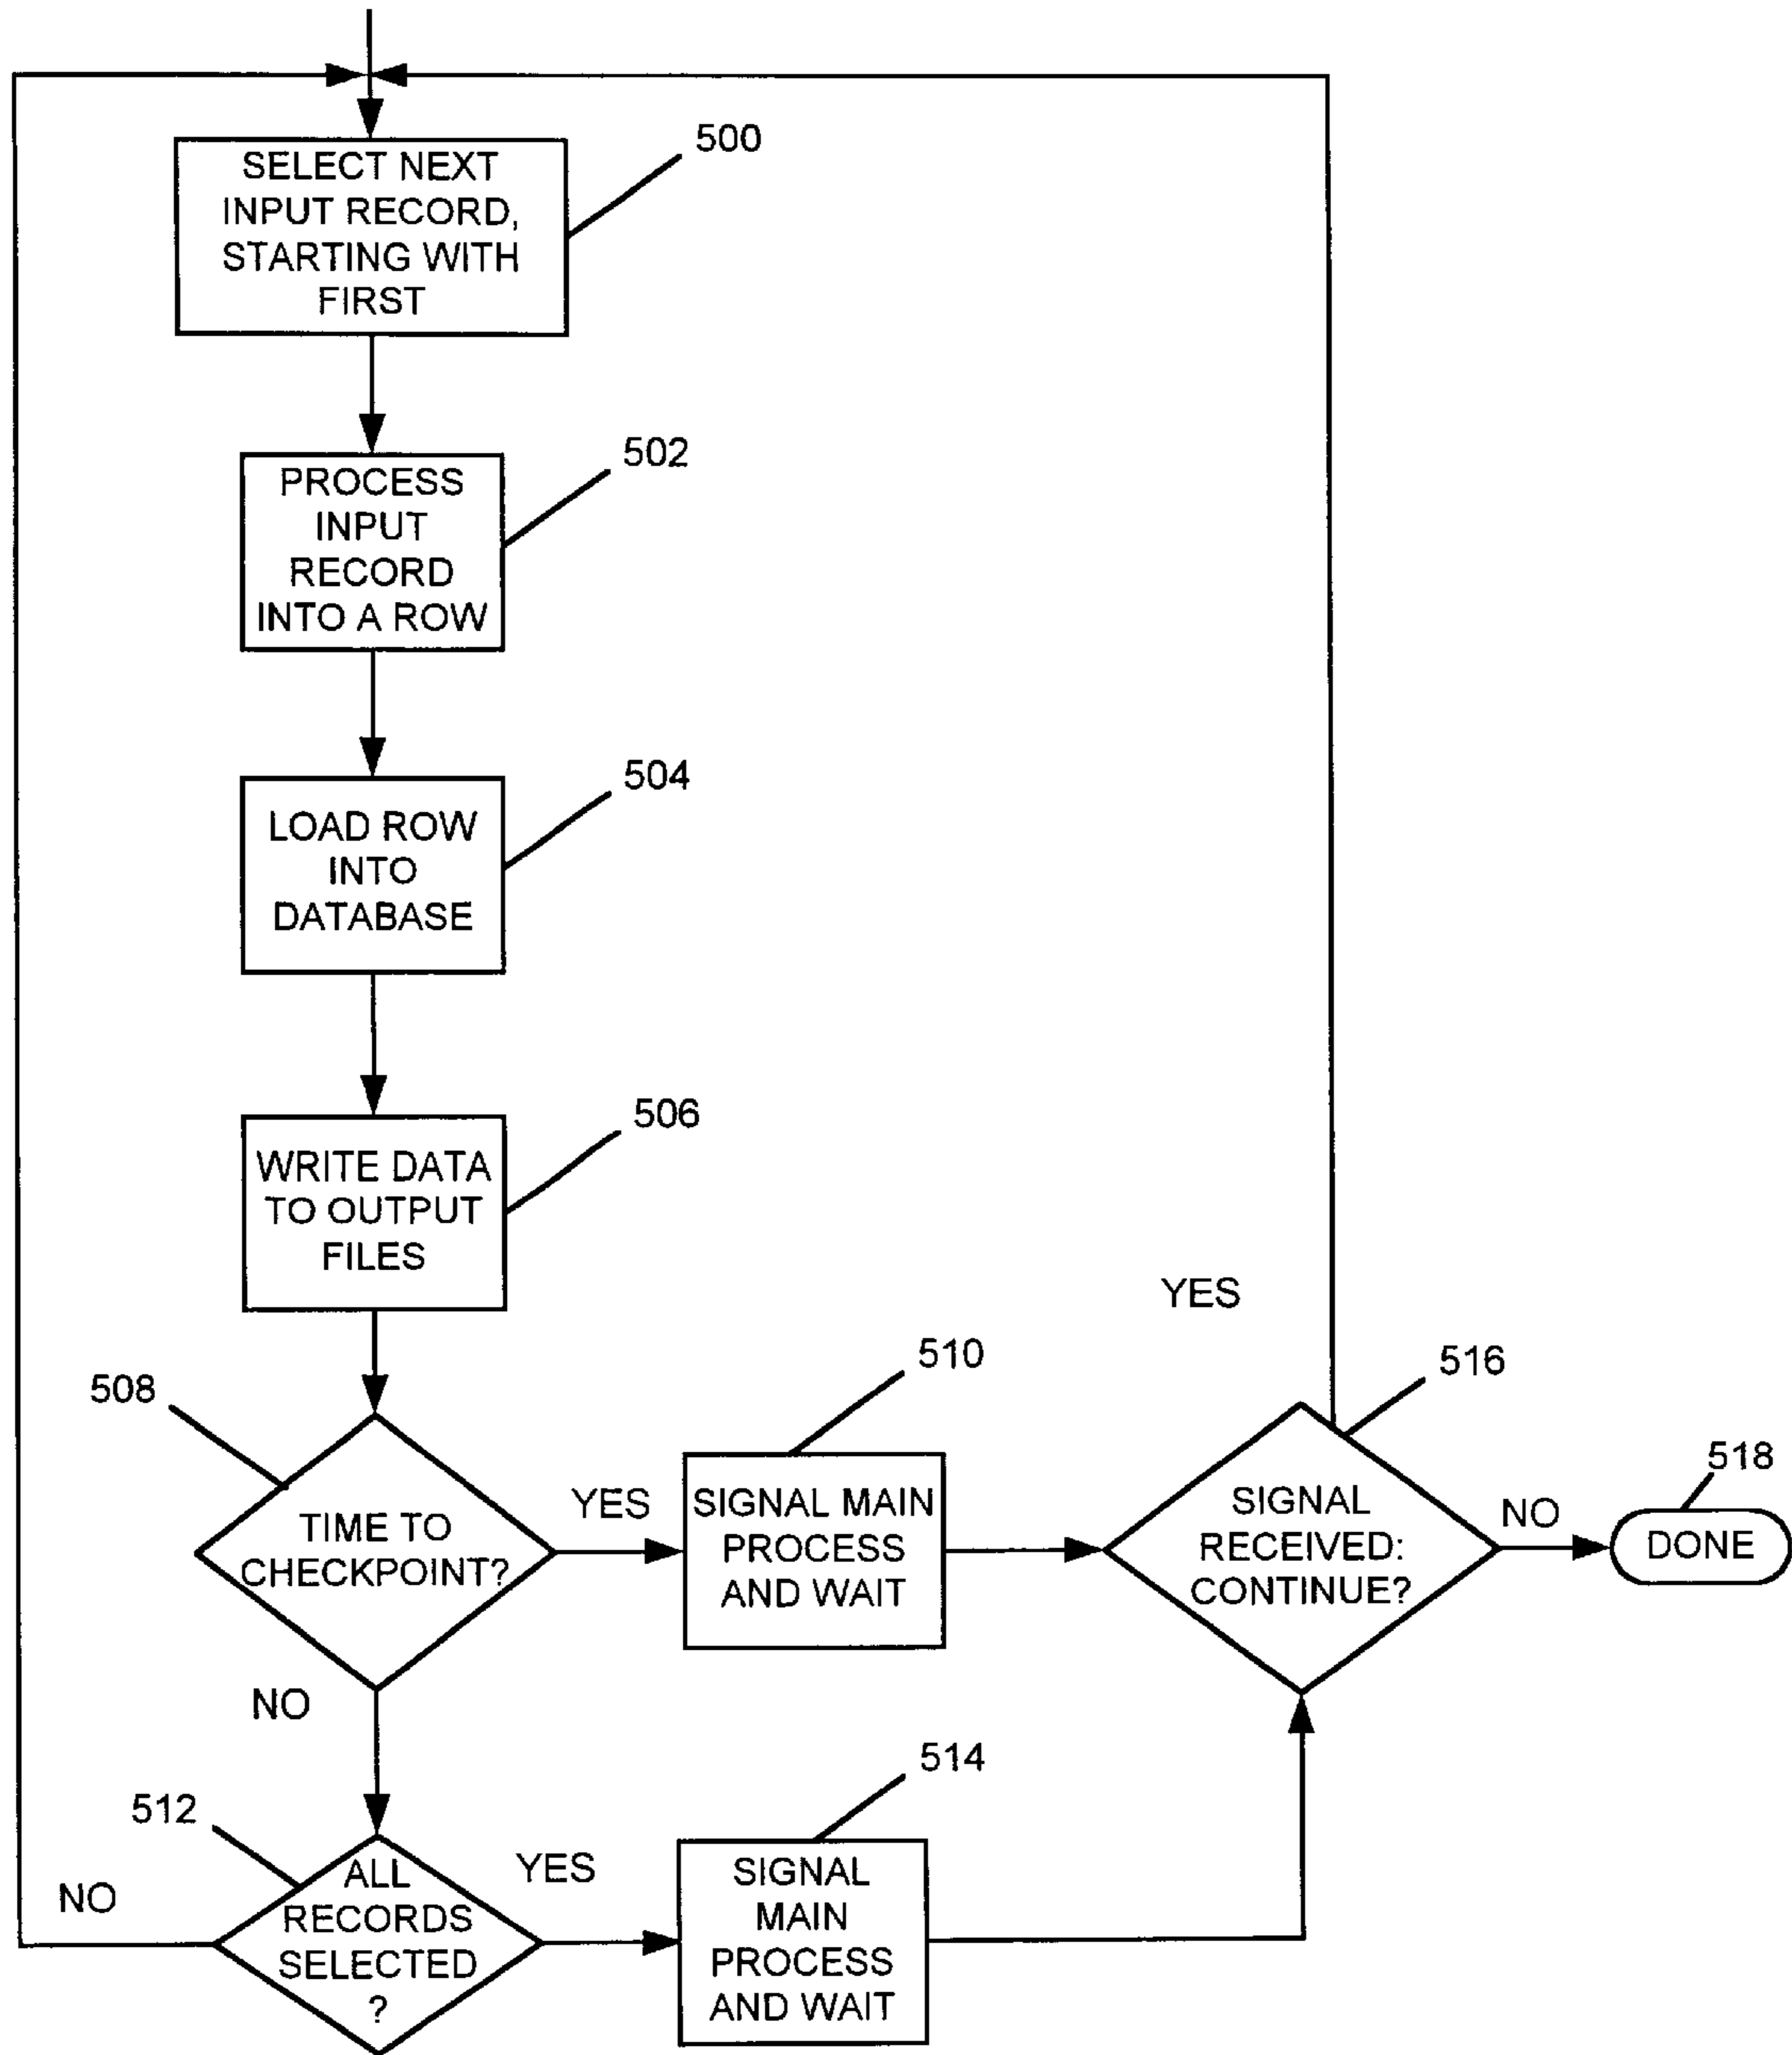 500
SELECT NEXT
INPUT RECORD,
STARTING WITH
FIRST
502
PROCESS
INPUT
RECORD
INTO A ROW
504
LOAD ROW
INTO
DATABASE
506
WRITE DATA
TO OUTPUT
FILES
508
TIME TO
CHECKPOINT?
YES
NO
510
SIGNAL MAIN
PROCESS
AND WAIT
YES
516
SIGNAL
RECEIVED:
CONTINUE?
NO
518
DONE
512
ALL
RECORDS
SELECTED
?
NO
YES
514
SIGNAL
MAIN
PROCESS
AND WAIT